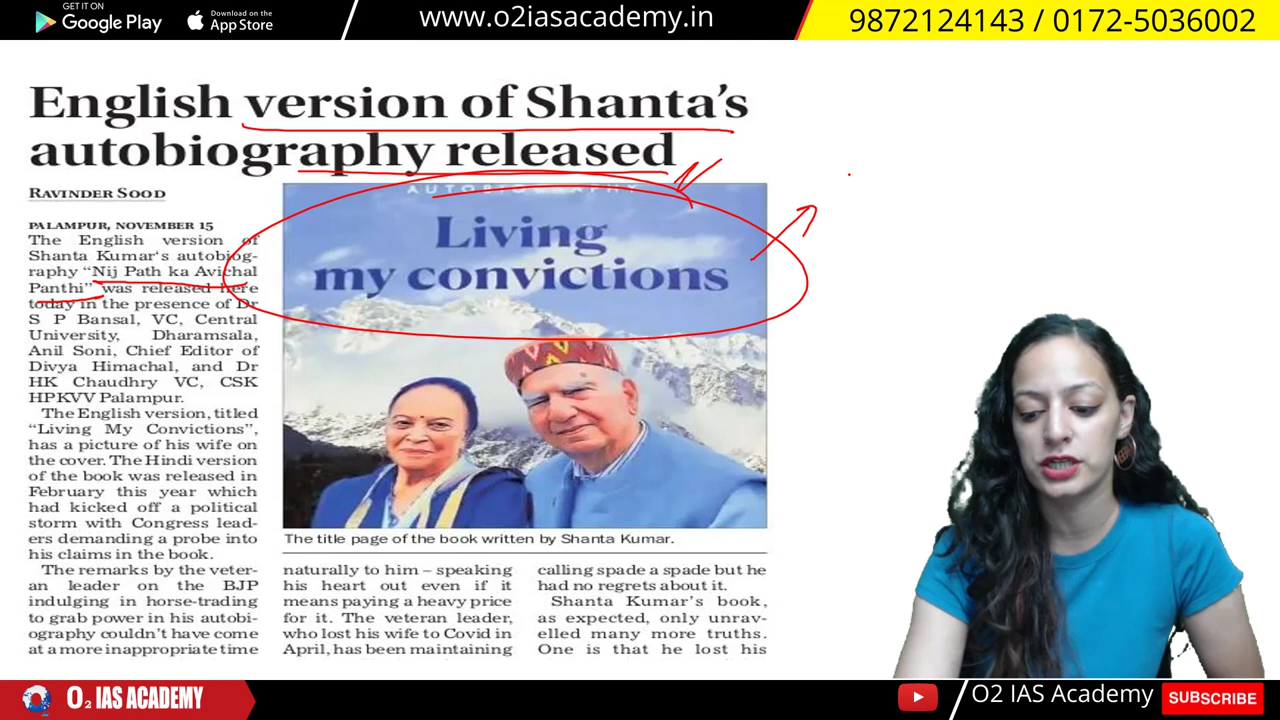 GET IT ON
Google Play
Download on the
App Store
www.o2iasacademy.in
9872124143 / 0172-5036002
English version of Shanta's
autobiography released
RAVINDER SOOD
PALAMPUR, NOVEMBER 15
The English version of
Shanta Kumar's autobiog-
raphy "Nij Path ka Avichal
Panthi" was released here
today in the presence of Dr
S P Bansal, VC, Central
University, Dharamsala,
Anil Soni, Chief Editor of
Divya Himachal, and Dr
HK Chaudhry VC, CSK
HPKVV Palampur.
The English version, titled
"Living My Convictions",
has a picture of his wife on
the cover. The Hindi version
of the book was released in
February this year which
had kicked off a political
storm with Congress lead-
ers demanding a probe into
his claims in the book.
The remarks by the veter-
an leader on the BJP
indulging in horse-trading
to grab power in his autobi-
ography couldn't have come
at a more inappropriate time
AUTOBIOGRAPHY
Living
my convictions
The title page of the book written by Shanta Kumar.
naturally to him – speaking
his heart out even if it
means paying a heavy price
for it. The veteran leader,
who lost his wife to Covid in
April, has been maintaining
calling spade a spade but he
had no regrets about it.
Shanta Kumar's book,
as expected, only unrav-
elled many more truths.
One is that he lost his
O2 IAS ACADEMY
O2 IAS Academy
SUBSCRIBE